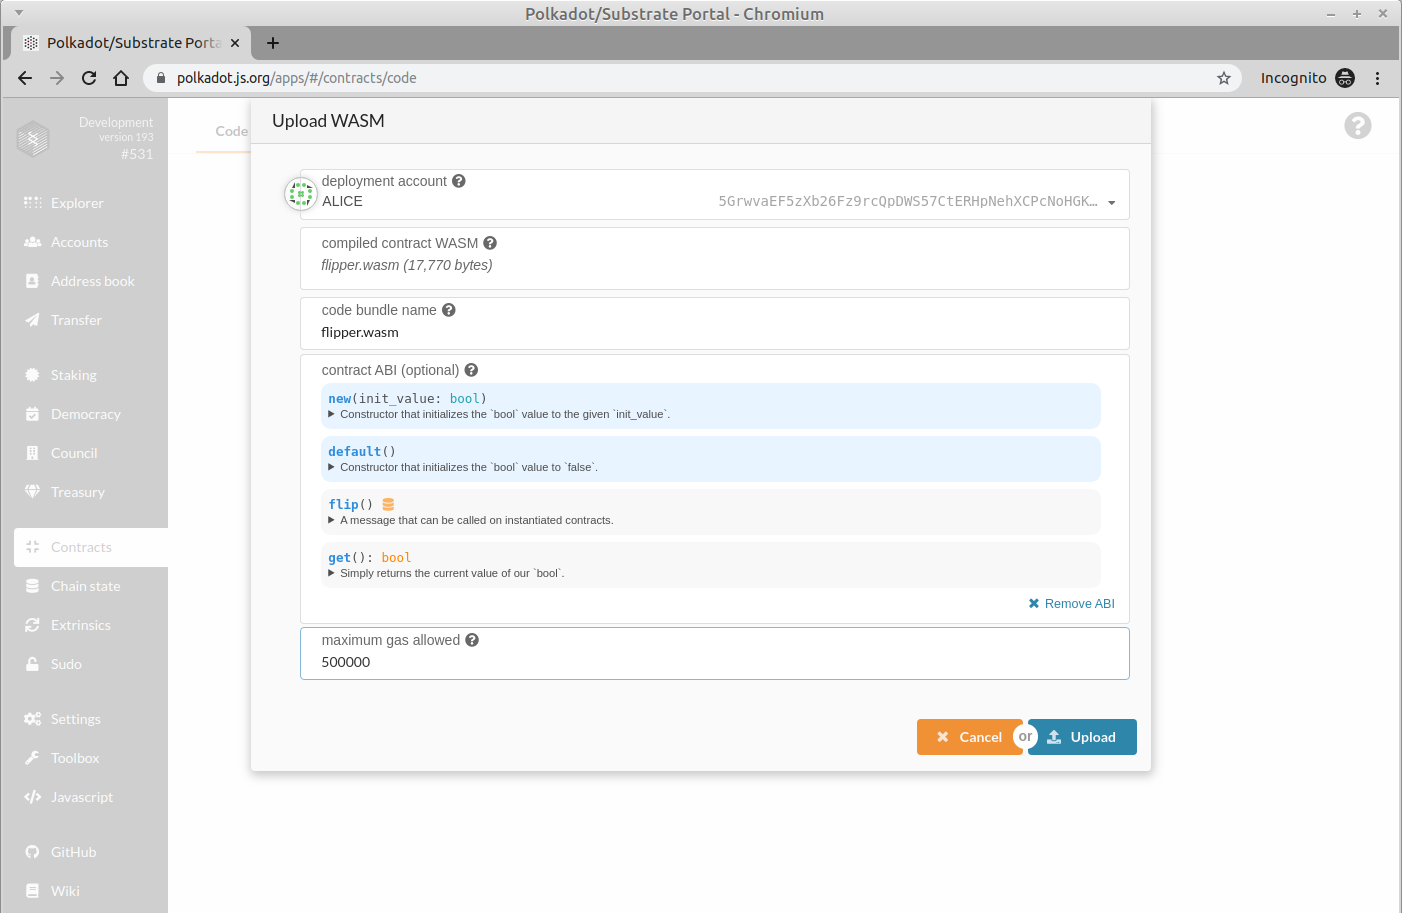 Polkadot/Substrate Portal - Chromium
Polkadot/Substrate Porta
polkadot.js.org/apps/#/contracts/code
Incognito
Development
version 193
#531
Explorer
Accounts
Address book
Transfer
Staking
Democracy
Council
Treasury
Contracts
Chain state
Extrinsics
Sudo
Settings
Toolbox
Javascript
GitHub
Wiki
Code
Upload WASM
deployment account
ALICE 5GrwvaEF5zXb26Fz9rcQpDWS57CtERHpNehXCPcNoHGK…
compiled contract WASM
flipper.wasm (17,770 bytes)
code bundle name
flipper.wasm
contract ABI (optional)
new(init_value: bool)
Constructor that initializes the `bool` value to the given `init_value`.
default()
Constructor that initializes the `bool` value to `false`.
flip()
A message that can be called on instantiated contracts.
get(): bool
Simply returns the current value of our `bool`.
Remove ABI
maximum gas allowed
500000
Cancel or Upload